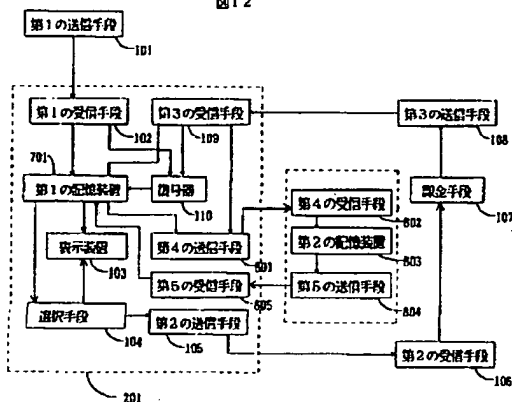 図12
第1の送信手段
101
第1の受信手段
102
第3の受信手段
109
第3の送信手段
108
701
第1の記憶装置
復号器
110
第4の受信手段
802
課金手段
107
表示装置
103
第4の送信手段
801
第2の記憶装置
803
第5の受信手段
805
第5の送信手段
804
選択手段
104
第2の送信手段
105
第2の受信手段
106
201